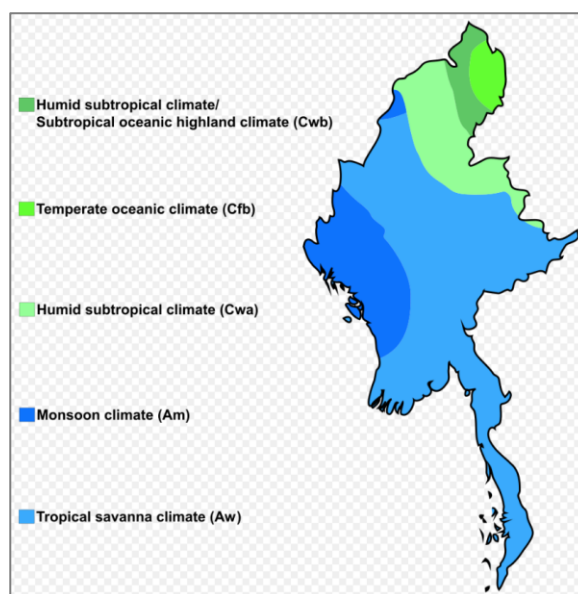 Humid subtropical climate/
Subtropical oceanic highland climate (Cwb)
Temperate oceanic climate (Cfb)
Humid subtropical climate (Cwa)
Monsoon climate (Am)
Tropical savanna climate (Aw)